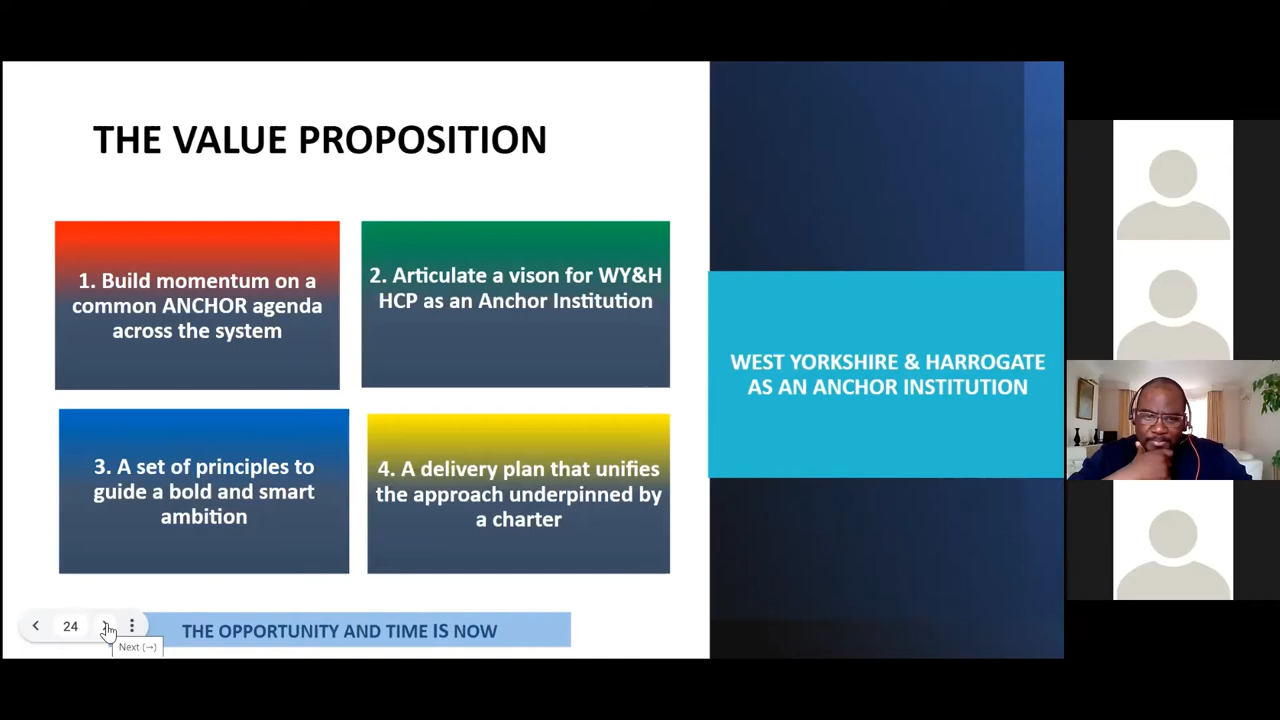 THE VALUE PROPOSITION
1. Build momentum on a
common ANCHOR agenda
across the system
2. Articulate a vison for WY&H
HCP as an Anchor Institution
3. A set of principles to
guide a bold and smart
ambition
4. A delivery plan that unifies
the approach underpinned by
a charter
WEST YORKSHIRE & HARROGATE
AS AN ANCHOR INSTITUTION
THE OPPORTUNITY AND TIME IS NOW
24
Next (→)